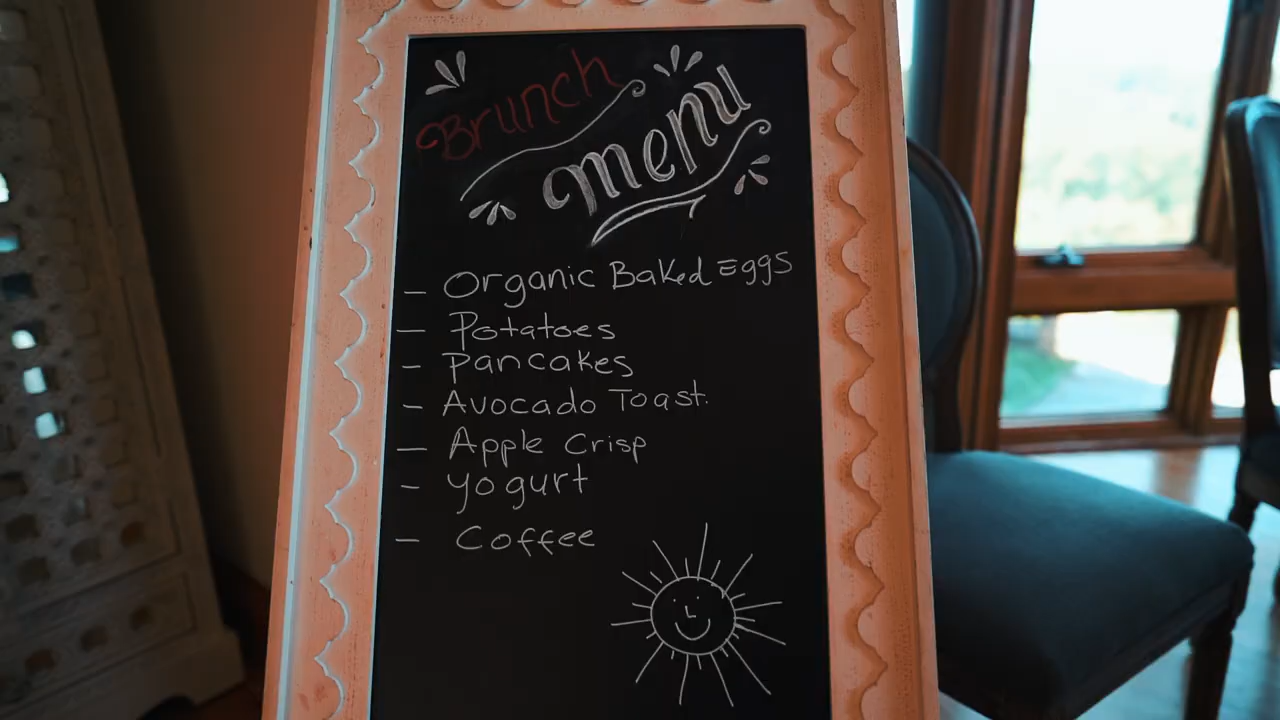 Brunch
menu
- Organic Baked Eggs
- Potatoes
- Pancakes
- Avocado Toast.
- Apple Crisp
- Yogurt
- Coffee